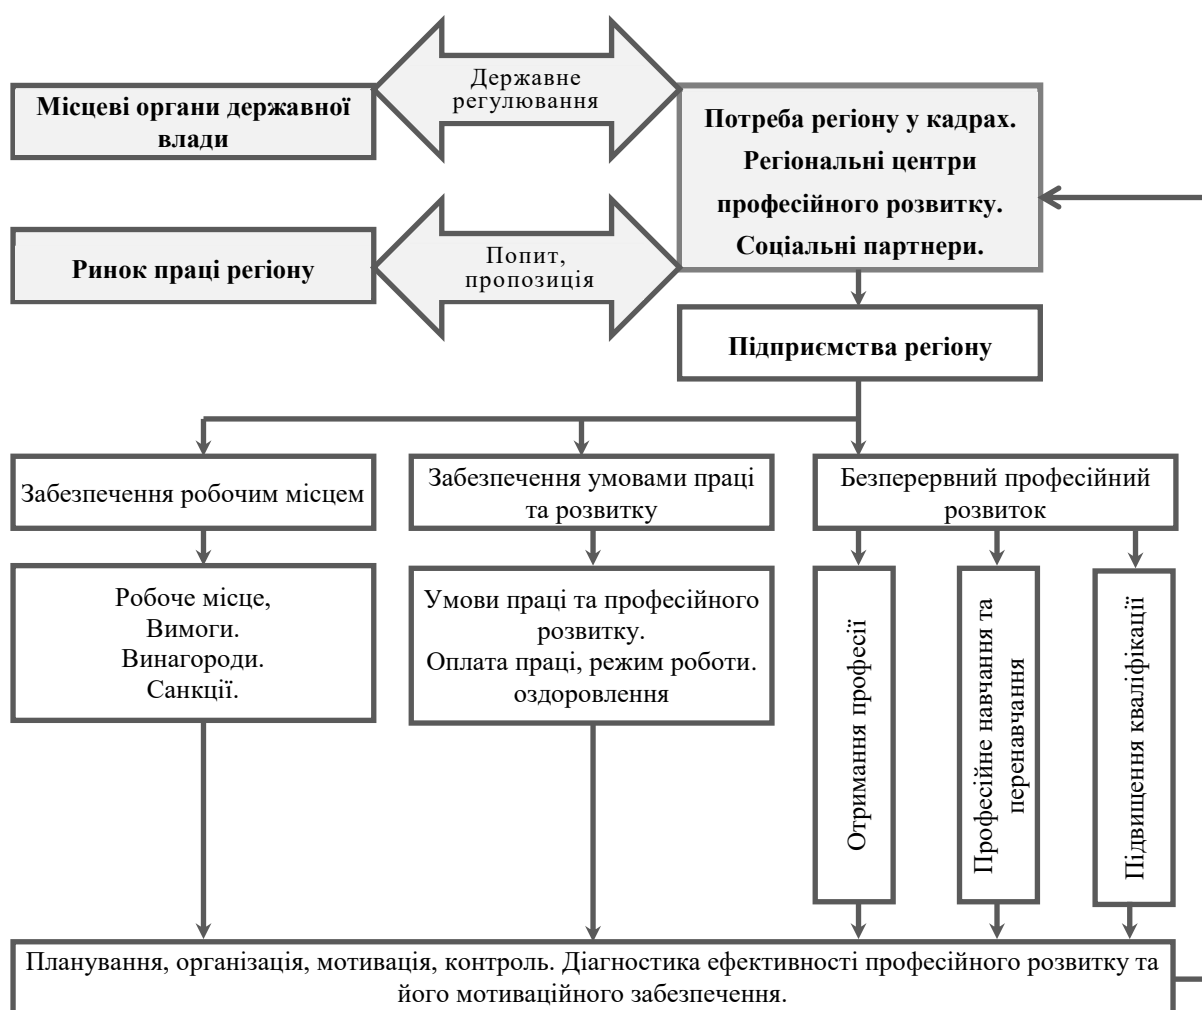 Державне
регулювання
Місцеві органи державної
влади
Потреба регіону у кадрах.
Регіональні центри
професійного розвитку.
Соціальні партнери.
Ринок праці регіону
Попит,
пропозиція
Підприємства регіону
Забезпечення робочим місцем
Забезпечення умовами праці
та розвитку
Безперервний професійний
розвиток
Робоче місце,
Вимоги.
Винагороди.
Санкції.
Умови праці та професійного
розвитку.
Оплата праці, режим роботи.
оздоровлення
Отримання професії
Професійне навчання та
перенавчання
Підвищення кваліфікації
Планування, організація, мотивація, контроль. Діагностика ефективності професійного розвитку та
його мотиваційного забезпечення.